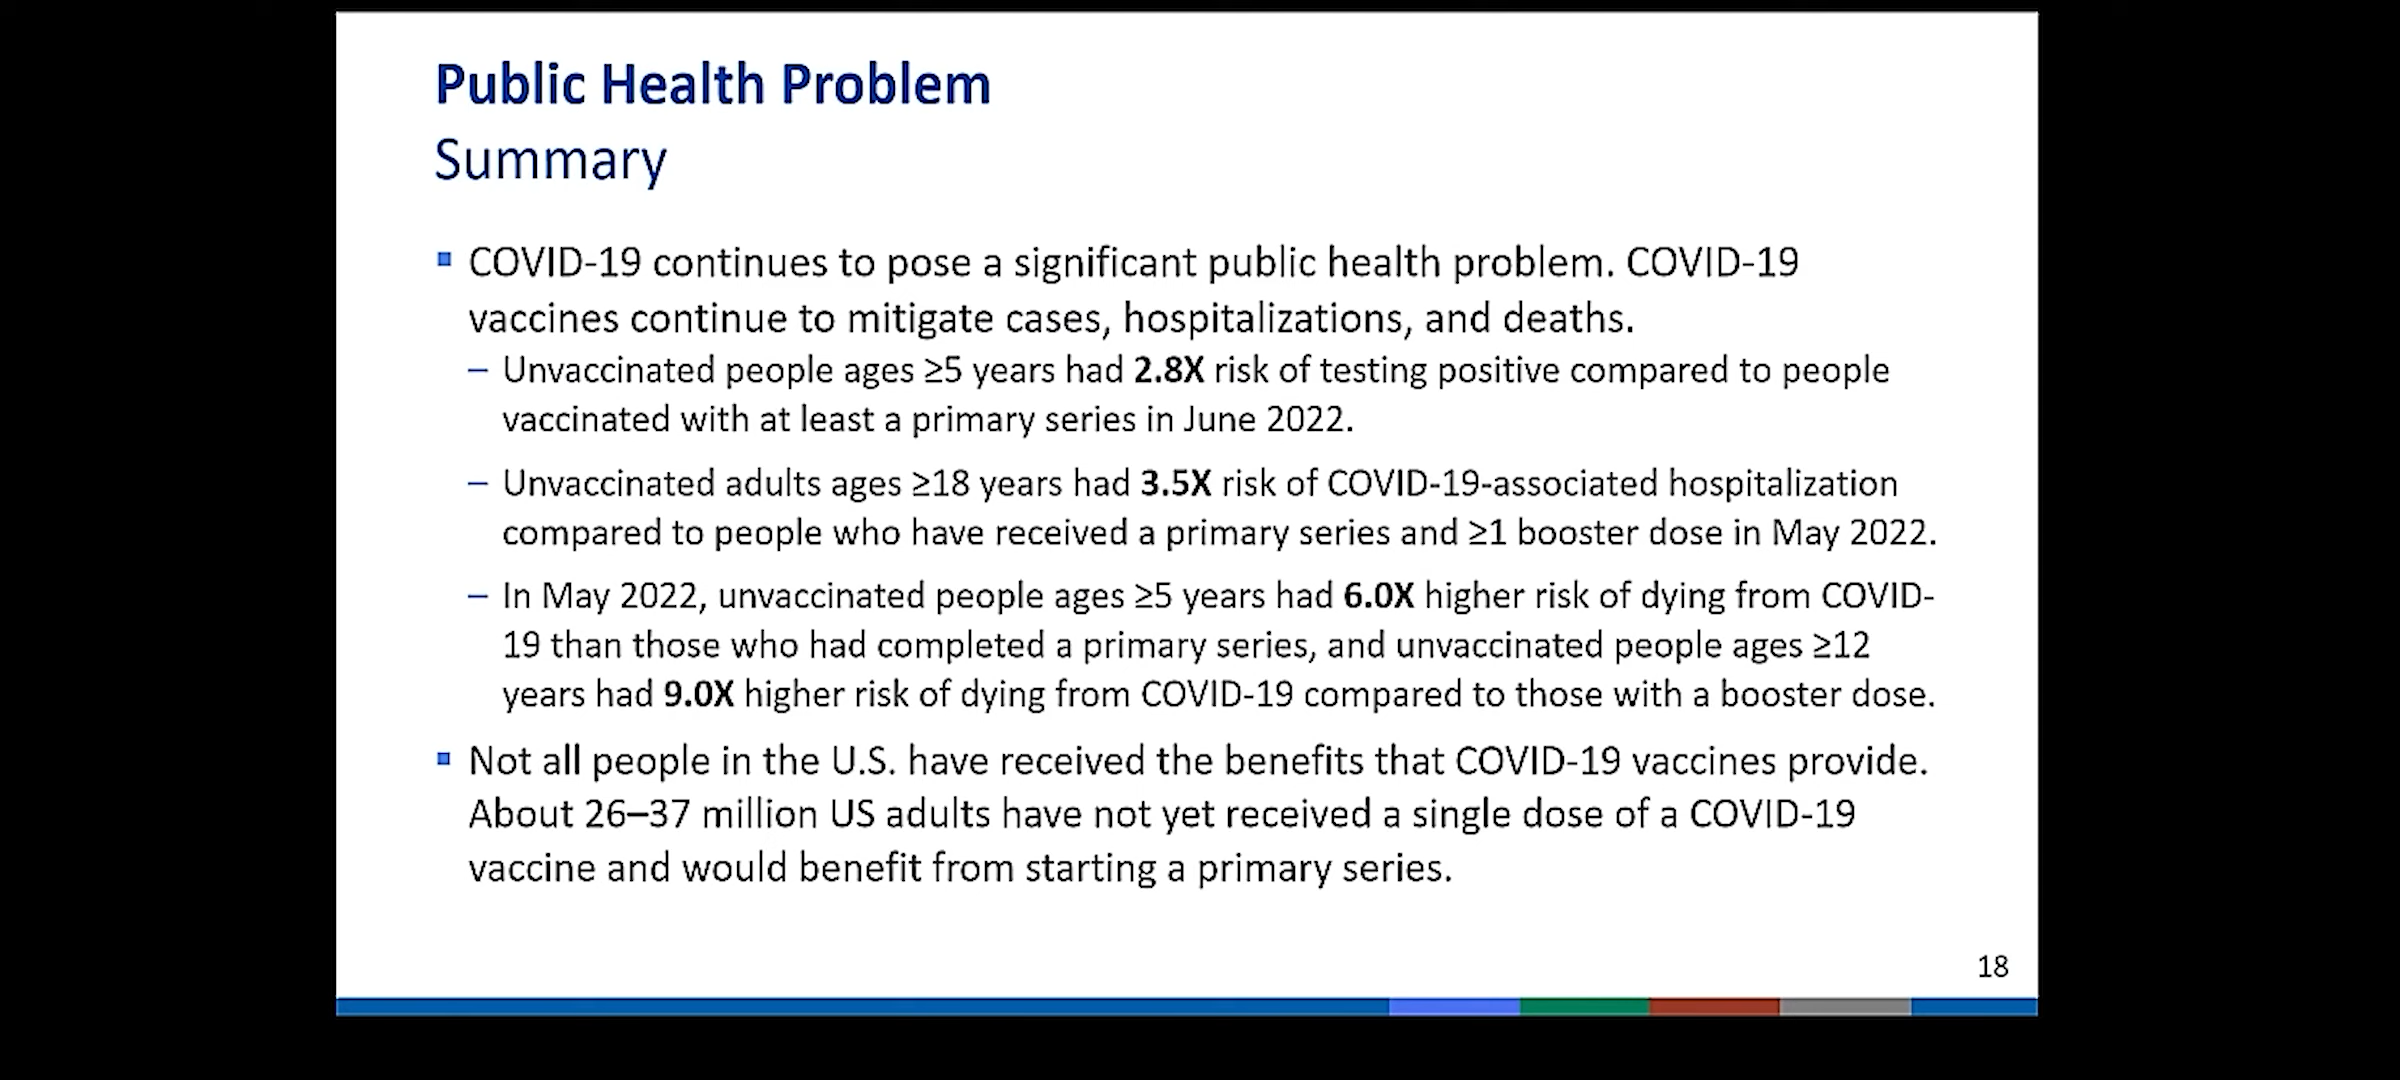 Public Health Problem
Summary
▪ COVID-19 continues to pose a significant public health problem. COVID-19
vaccines continue to mitigate cases, hospitalizations, and deaths.
– Unvaccinated people ages ≥5 years had 2.8X risk of testing positive compared to people
vaccinated with at least a primary series in June 2022.
– Unvaccinated adults ages ≥18 years had 3.5X risk of COVID-19-associated hospitalization
compared to people who have received a primary series and ≥1 booster dose in May 2022.
– In May 2022, unvaccinated people ages ≥5 years had 6.0X higher risk of dying from COVID-
19 than those who had completed a primary series, and unvaccinated people ages ≥12
years had 9.0X higher risk of dying from COVID-19 compared to those with a booster dose.
▪ Not all people in the U.S. have received the benefits that COVID-19 vaccines provide.
About 26–37 million US adults have not yet received a single dose of a COVID-19
vaccine and would benefit from starting a primary series.
18